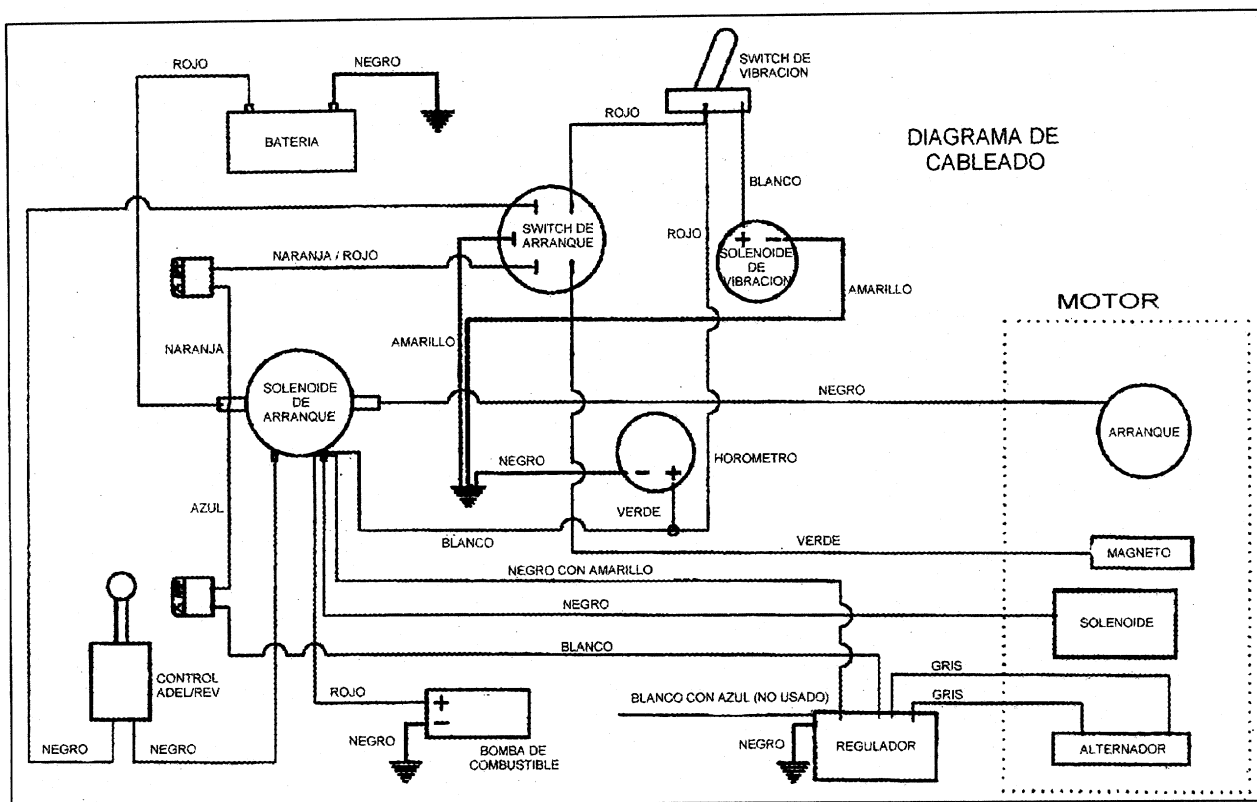 ROJO
NEGRO
BATERIA
SWITCH DE
VIBRACION
ROJO
DIAGRAMA DE
CABLEADO
BLANCO
SWITCH DE
ARRANQUE
ROJO
+ -
SOLENOIDE
DE
VIBRACION
NARANJA / ROJO
AMARILLO
MOTOR
NARANJA
AMARILLO
SOLENOIDE
DE
ARRANQUE
NEGRO
ARRANQUE
HOROMETRO
NEGRO
- +
AZUL
VERDE
BLANCO
VERDE
MAGNETO
NEGRO CON AMARILLO
NEGRO
SOLENOIDE
BLANCO
CONTROL
ADEL/REV
ROJO
+
-
BLANCO CON AZUL (NO USADO)
GRIS
GRIS
NEGRO
NEGRO
NEGRO
BOMBA DE
COMBUSTIBLE
NEGRO
REGULADOR
ALTERNADOR